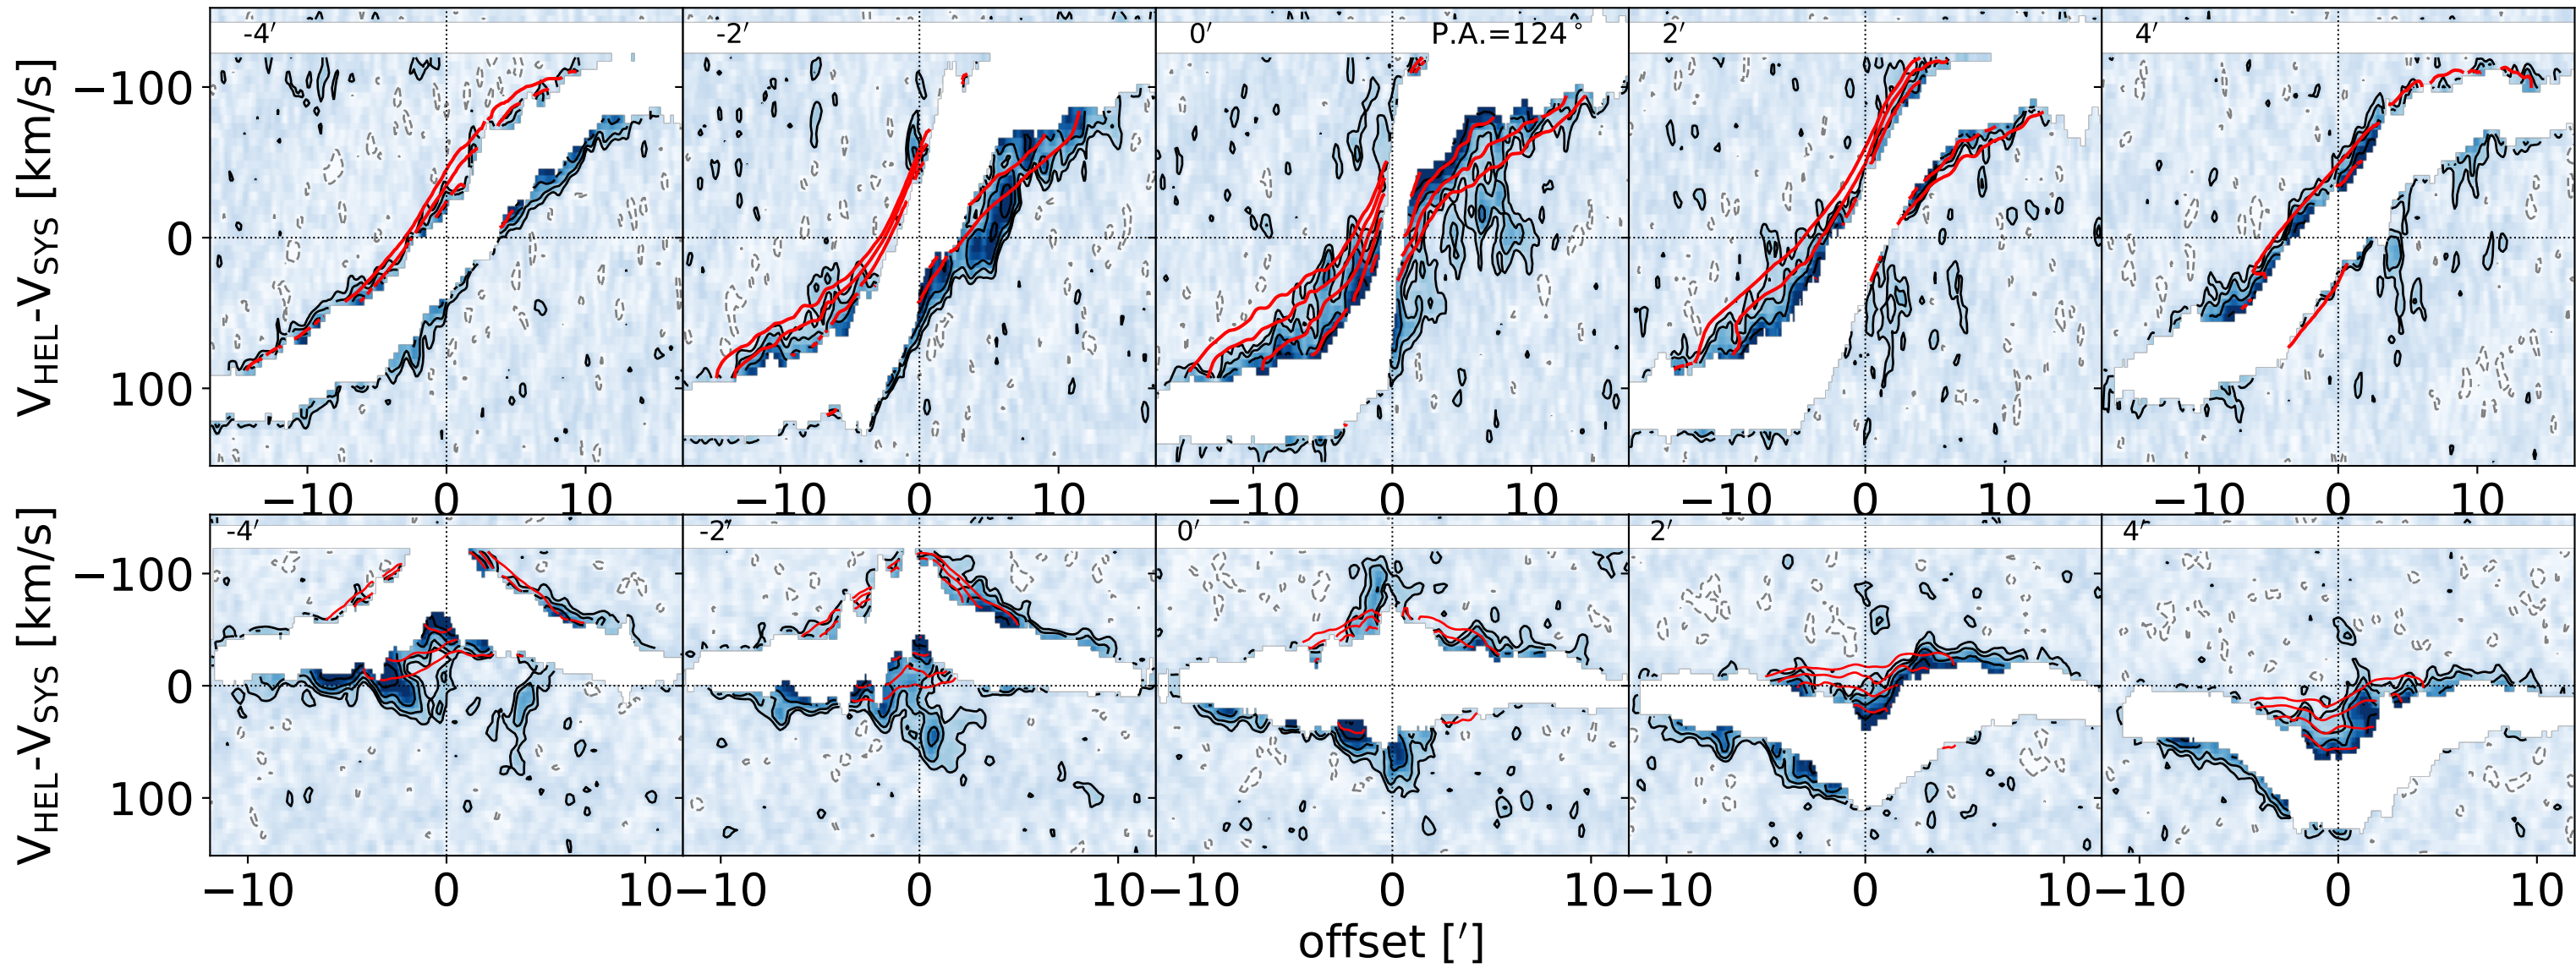 -4′ -2′ 0′ P.A.=124° 2′ 4′
V_HEL-V_SYS [km/s]
−100
0
100
−10 0 10 −10 0 10 −10 0 10 −10 0 10 −10 0 10
-4′ -2′ 0′ 2′ 4′
V_HEL-V_SYS [km/s]
−100
0
100
−10 0 10 −10 0 10 −10 0 10 −10 0 10 −10 0 10
offset [′]